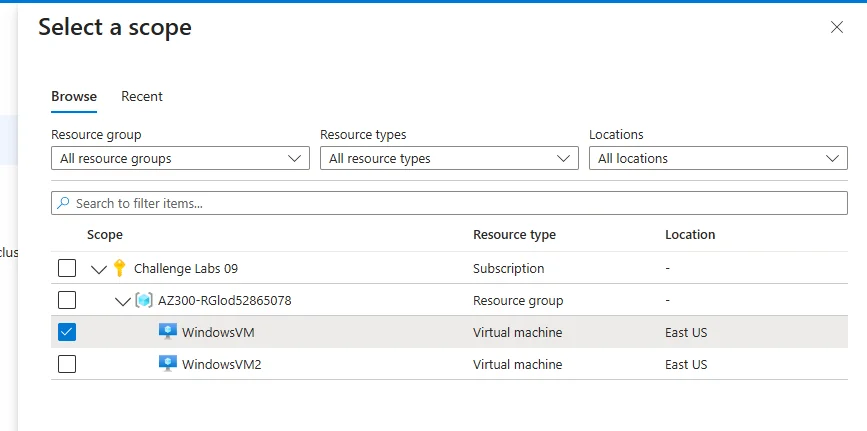 Select a scope
Browse Recent
Resource group Resource types Locations
All resource groups All resource types All locations
Search to filter items...
Scope Resource type Location
Challenge Labs 09 Subscription -
AZ300-RGlod52865078 Resource group -
WindowsVM Virtual machine East US
WindowsVM2 Virtual machine East US